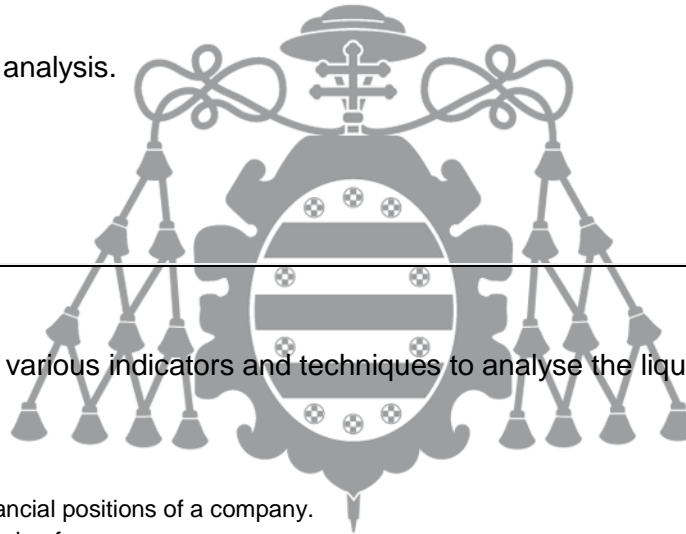 analysis.
various indicators and techniques to analyse the liqu
ancial positions of a company.